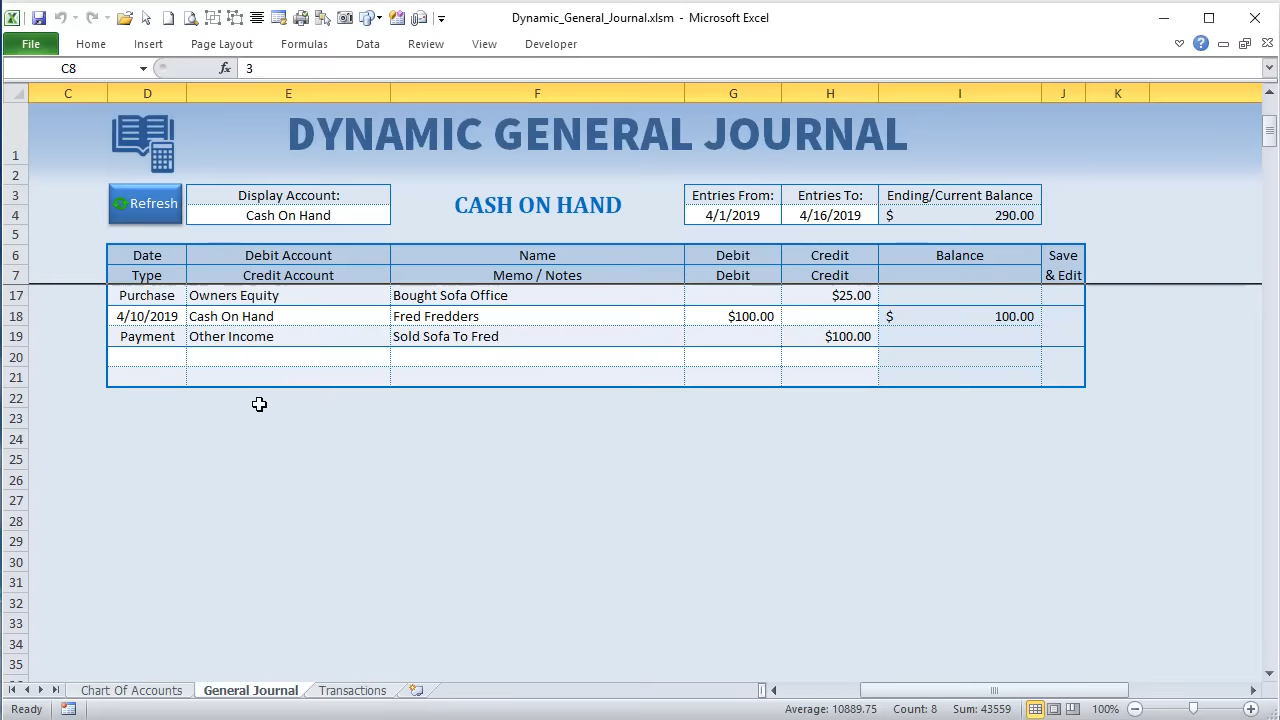 Dynamic_General_Journal.xlsm - Microsoft Excel
File Home Insert Page Layout Formulas Data Review View Developer
C8 fx 3
C D E F G H I J K
1 DYNAMIC GENERAL JOURNAL
2
3 Display Account: Entries From: Entries To: Ending/Current Balance
Refresh CASH ON HAND
4 Cash On Hand 4/1/2019 4/16/2019 $ 290.00
5
6 Date Debit Account Name Debit Credit Balance Save
7 Type Credit Account Memo / Notes Debit Credit & Edit
17 Purchase Owners Equity Bought Sofa Office $25.00
18 4/10/2019 Cash On Hand Fred Fredders $100.00 $ 100.00
19 Payment Other Income Sold Sofa To Fred $100.00
20
21
22
23
24
25
26
27
28
29
30
31
32
33
34
35
Chart Of Accounts General Journal Transactions
Ready Average: 10889.75 Count: 8 Sum: 43559 100%